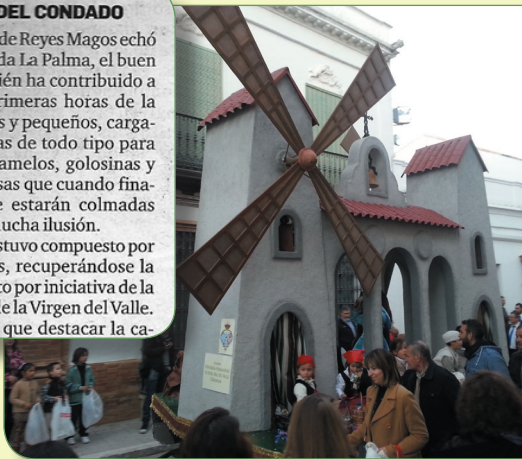 DEL CONDADO
de Reyes Magos echó
da La Palma, el buen
ién ha contribuido a
rimeras horas de la
s y pequeños, carga-
as de todo tipo para
amelos, golosinas y
sas que cuando fina-
e estarán colmadas
ucha ilusión.
stuvo compuesto por
s, recuperándose la
to por iniciativa de la
de la Virgen del Valle.
que destacar la ca-